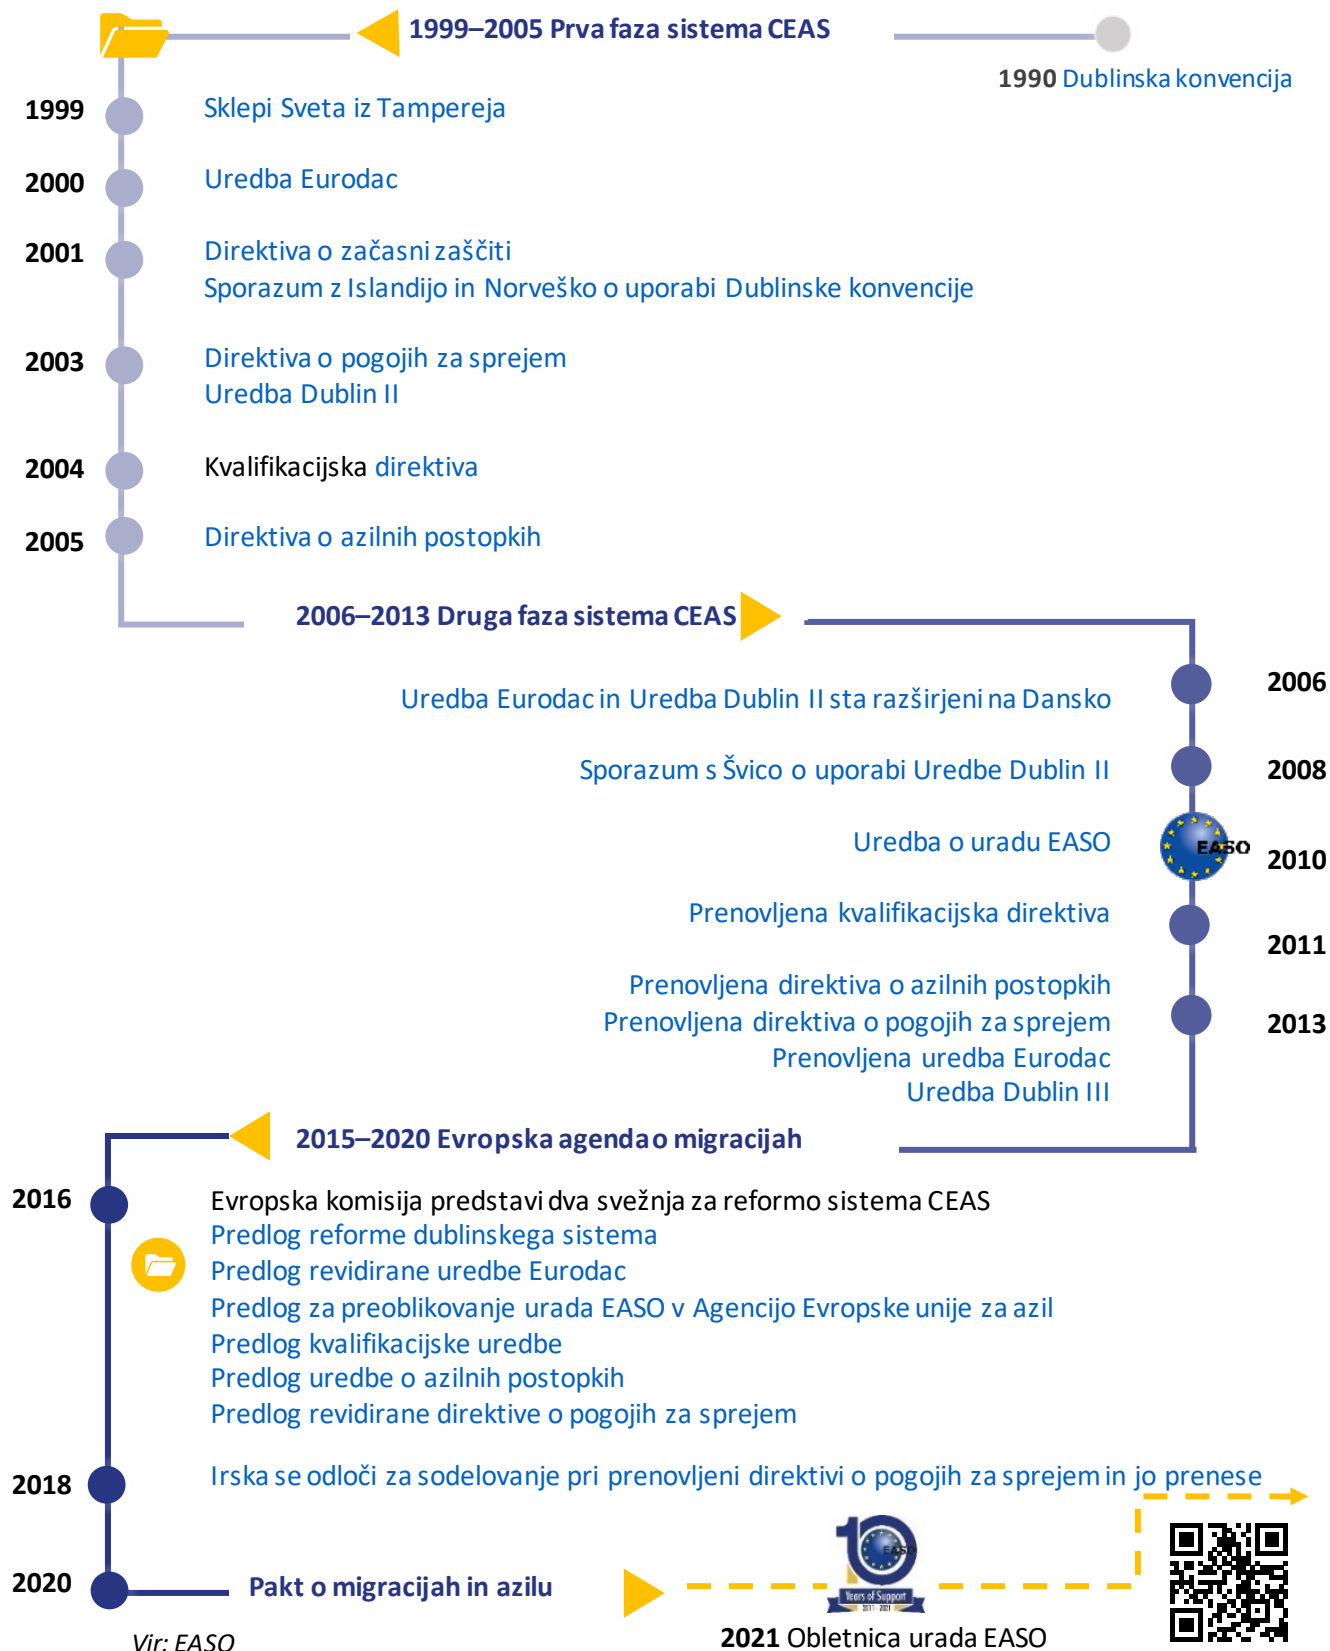 1999–2005 Prva faza sistema CEAS
1990 Dublinska konvencija
1999 Sklepi Sveta iz Tampereja
2000 Uredba Eurodac
2001 Direktiva o začasni zaščiti
Sporazum z Islandijo in Norveško o uporabi Dublinske konvencije
2003 Direktiva o pogojih za sprejem
Uredba Dublin II
2004 Kvalifikacijska direktiva
2005 Direktiva o azilnih postopkih
2006–2013 Druga faza sistema CEAS
Uredba Eurodac in Uredba Dublin II sta razširjeni na Dansko 2006
Sporazum s Švico o uporabi Uredbe Dublin II 2008
Uredba o uradu EASO EASO 2010
Prenovljena kvalifikacijska direktiva 2011
Prenovljena direktiva o azilnih postopkih
Prenovljena direktiva o pogojih za sprejem 2013
Prenovljena uredba Eurodac
Uredba Dublin III
2015–2020 Evropska agenda o migracijah
2016 Evropska komisija predstavi dva svežnja za reformo sistema CEAS
Predlog reforme dublinskega sistema
Predlog revidirane uredbe Eurodac
Predlog za preoblikovanje urada EASO v Agencijo Evropske unije za azil
Predlog kvalifikacijske uredbe
Predlog uredbe o azilnih postopkih
Predlog revidirane direktive o pogojih za sprejem
2018 Irska se odloči za sodelovanje pri prenovljeni direktivi o pogojih za sprejem in jo prenese
10 EASO
Years of Support
2011 - 2021
2020 Pakt o migracijah in azilu
2021 Obletnica urada EASO
Vir: EASO